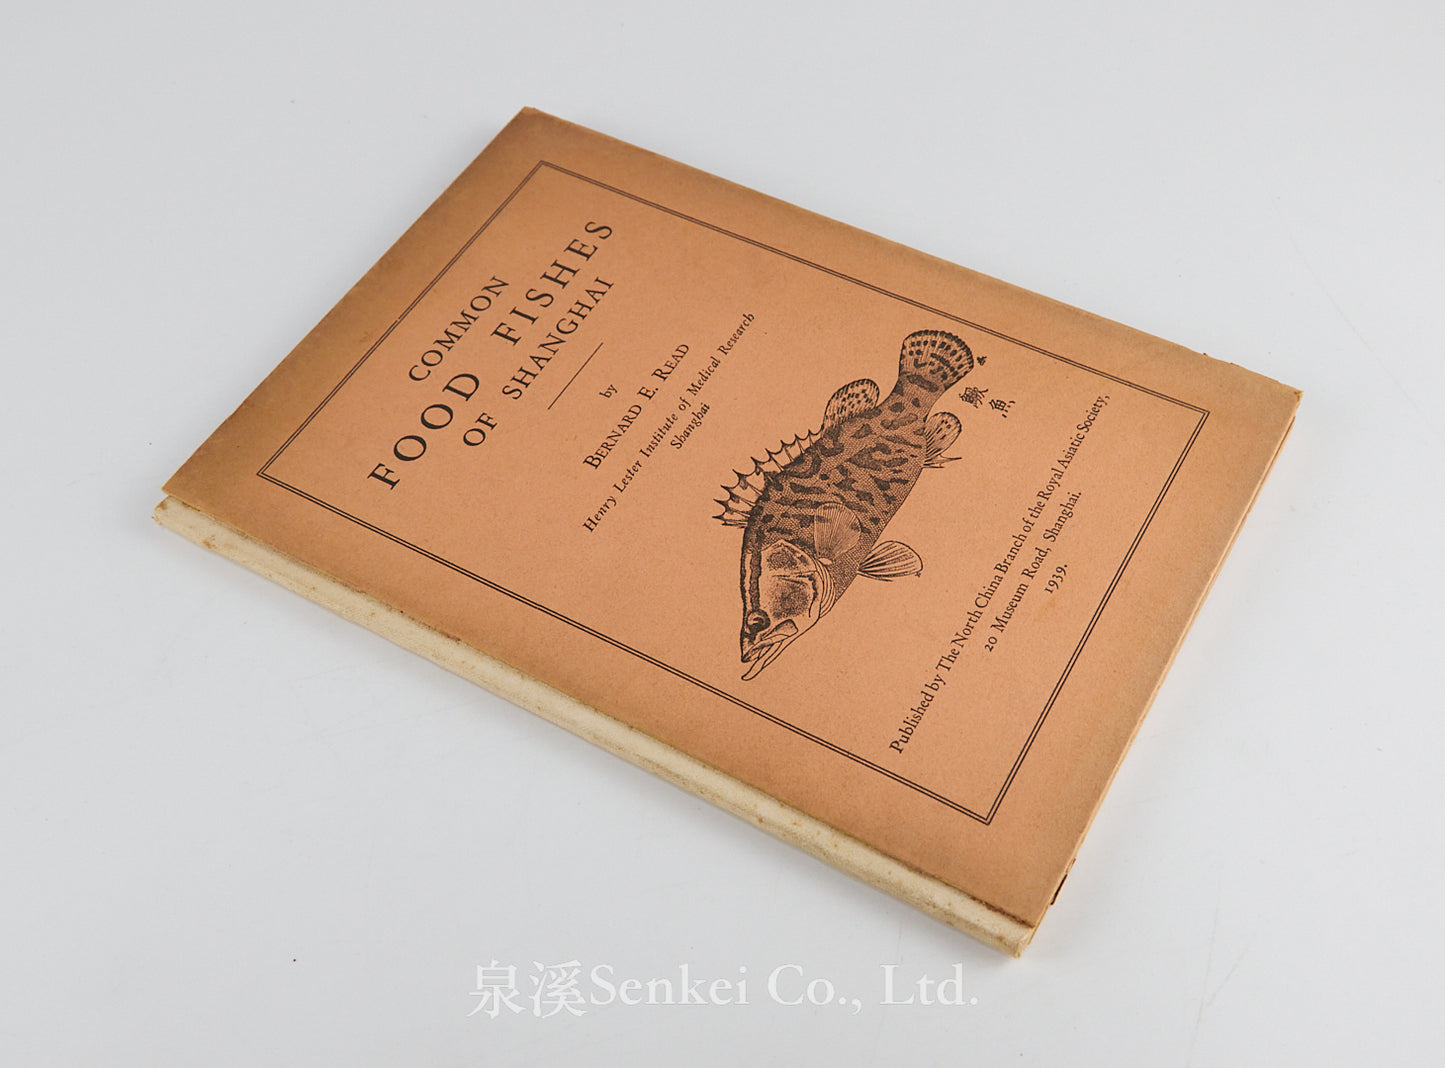 COMMON
FOOD FISHES
OF SHANGHAI
by
BERNARD E. READ
Henry Lester Institute of Medical Research
Shanghai
鱖魚
Published by The North China Branch of the Royal Asiatic Society,
20 Museum Road, Shanghai.
1939.
泉溪Senkei Co., Ltd.